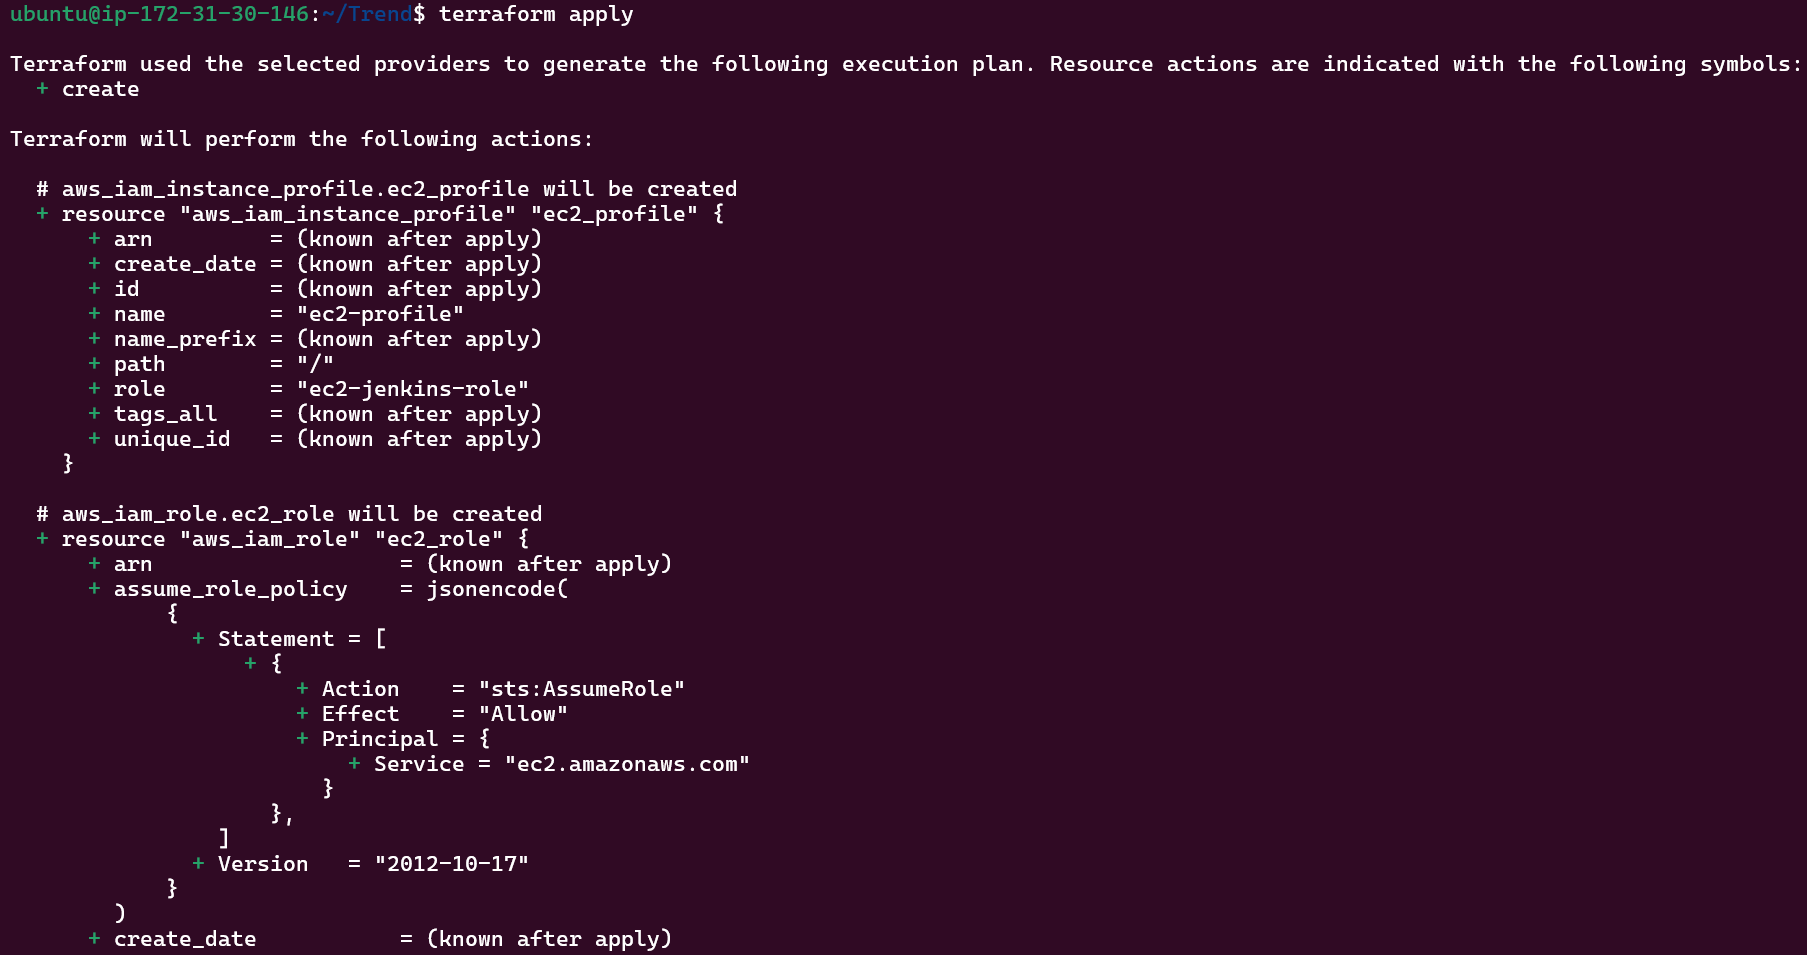 ubuntu@ip-172-31-30-146:~/Trend$ terraform apply

Terraform used the selected providers to generate the following execution plan. Resource actions are indicated with the following symbols:
  + create

Terraform will perform the following actions:

  # aws_iam_instance_profile.ec2_profile will be created
  + resource "aws_iam_instance_profile" "ec2_profile" {
      + arn         = (known after apply)
      + create_date = (known after apply)
      + id          = (known after apply)
      + name        = "ec2-profile"
      + name_prefix = (known after apply)
      + path        = "/"
      + role        = "ec2-jenkins-role"
      + tags_all    = (known after apply)
      + unique_id   = (known after apply)
    }

  # aws_iam_role.ec2_role will be created
  + resource "aws_iam_role" "ec2_role" {
      + arn                   = (known after apply)
      + assume_role_policy    = jsonencode(
            {
              + Statement = [
                  + {
                      + Action    = "sts:AssumeRole"
                      + Effect    = "Allow"
                      + Principal = {
                          + Service = "ec2.amazonaws.com"
                        }
                    },
                ]
              + Version   = "2012-10-17"
            }
        )
      + create_date           = (known after apply)